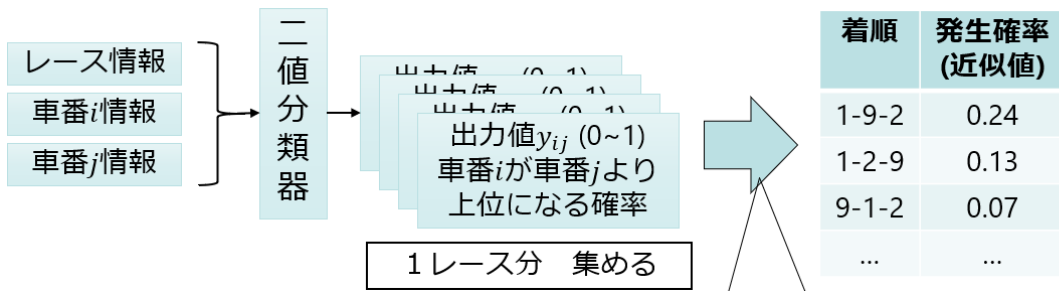 レース情報
車番i情報
車番j情報
二値分類器
出力値y_{ij} (0~1)
車番iが車番jより
上位になる確率
１レース分　集める
着順 発生確率
(近似値)
1-9-2 0.24
1-2-9 0.13
9-1-2 0.07
... ...